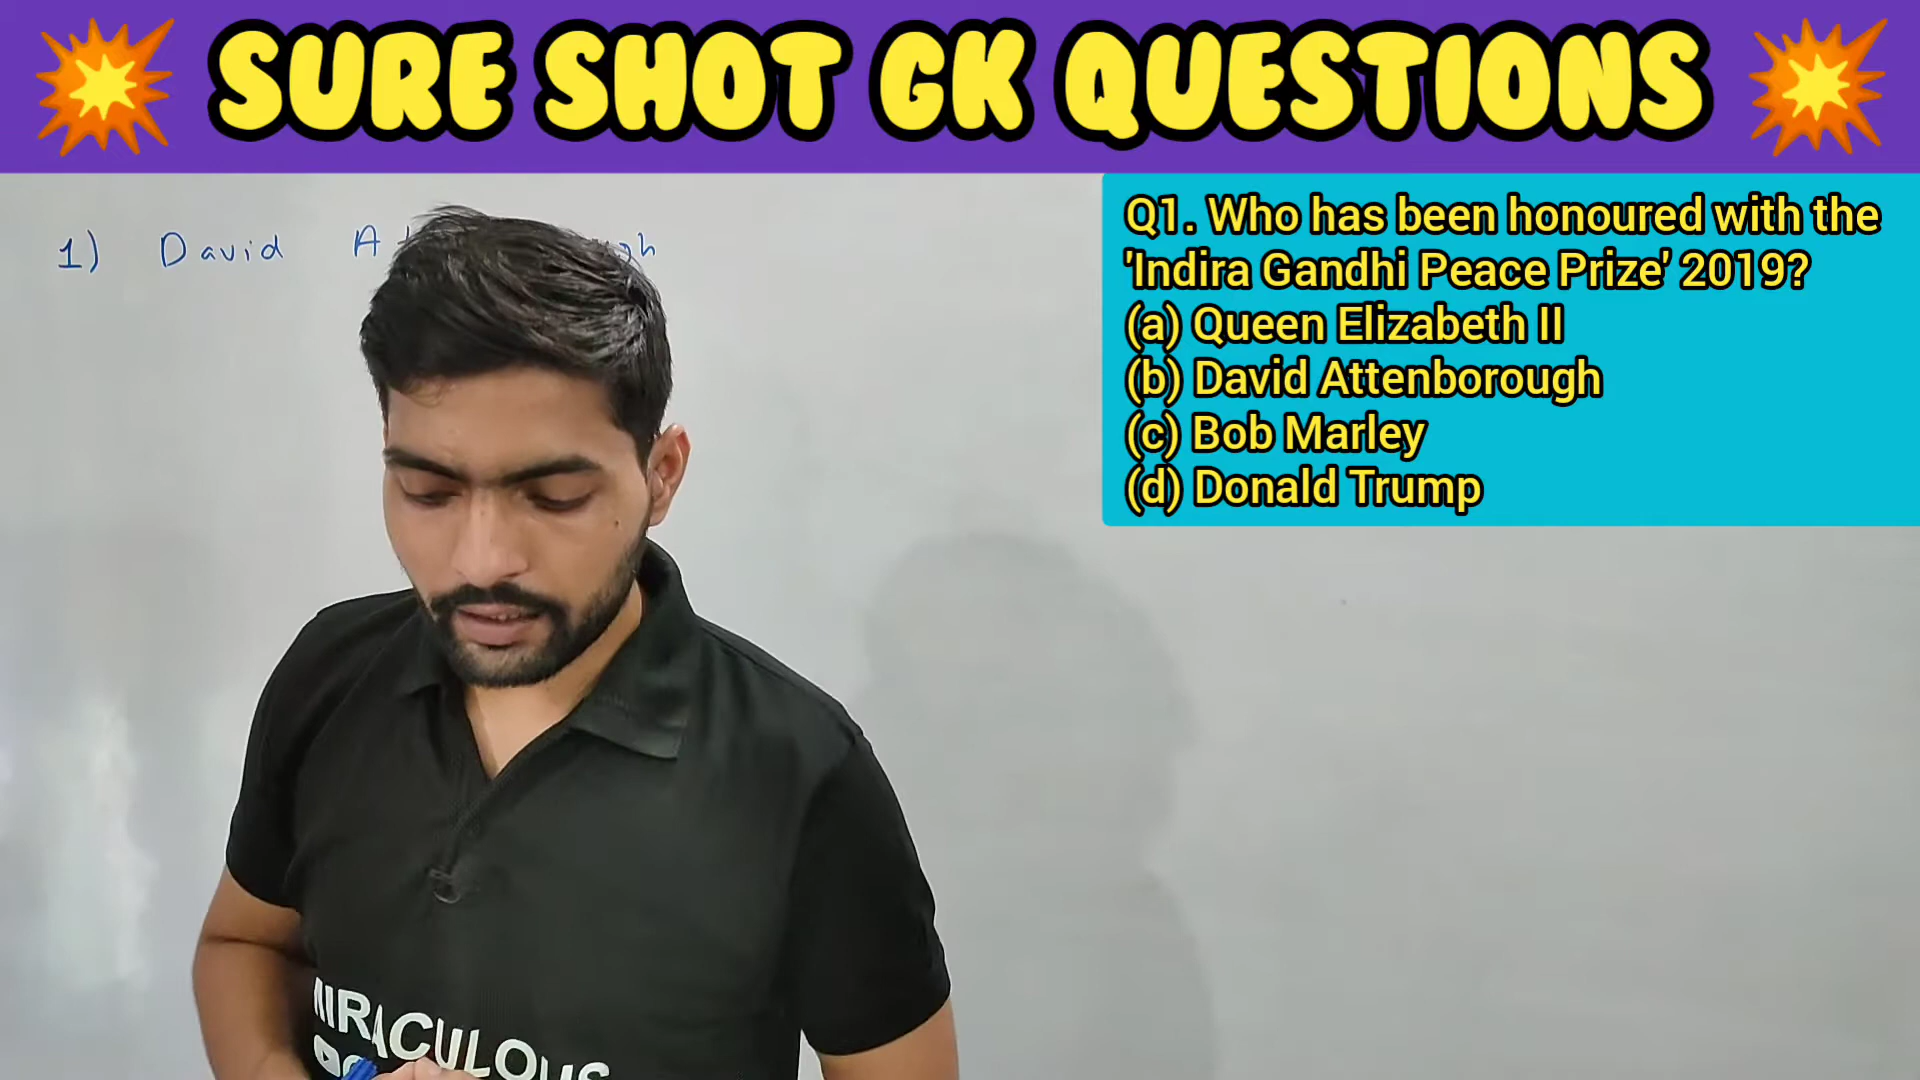 SURE SHOT GK QUESTIONS
1) David
Q1. Who has been honoured with the
'Indira Gandhi Peace Prize' 2019?
(a) Queen Elizabeth II
(b) David Attenborough
(c) Bob Marley
(d) Donald Trump
MIRACULOUS